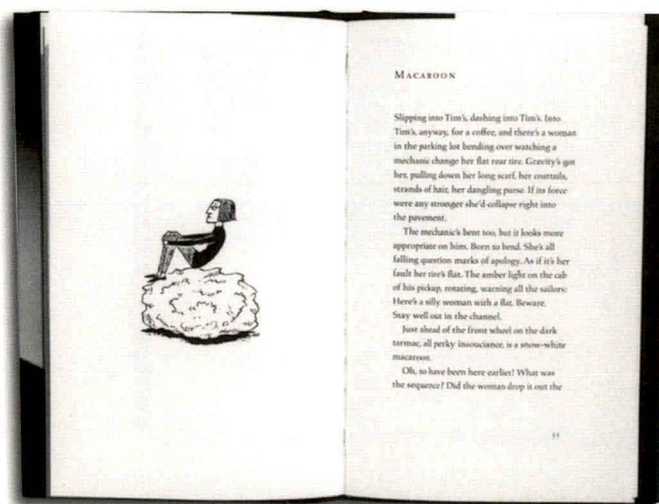 MACAROON
Slipping into Tim's, dashing into Tim's. Into
Tim's, anyway, for a coffee, and there's a woman
in the parking lot bending over watching a
mechanic change her flat rear tire. Gravity's got
her, pulling down her long scarf, her coattails,
strands of hair, her dangling purse. If its force
were any stronger she'd collapse right into
the pavement.
The mechanic's bent too, but it looks more
appropriate on him. Born to bend. She's all
falling question marks of apology. As if it's her
fault her tire's flat. The amber light on the cab
of his pickup, rotating, warning all the sailors:
Here's a silly woman with a flat. Beware.
Stay well out in the channel.
Just ahead of the front wheel on the dark
tarmac, all perky insouciance, is a snow-white
macaroon.
Oh, to have been here earlier! What was
the sequence? Did the woman drop it out the